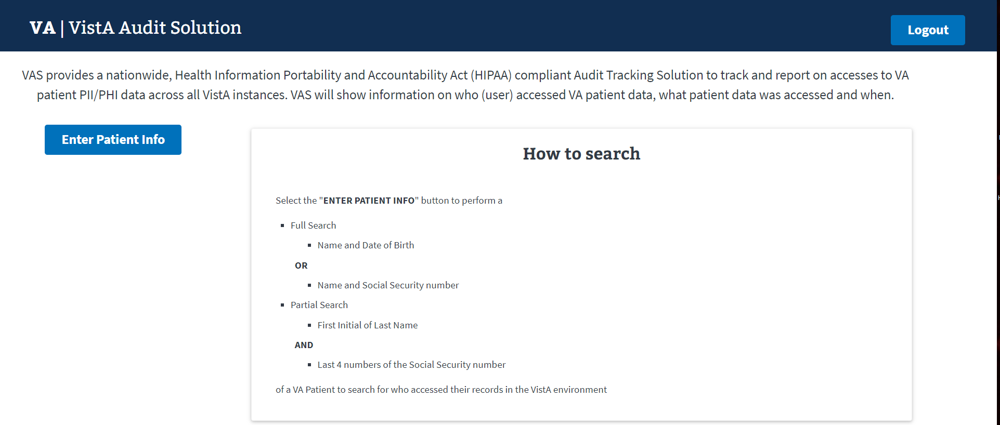 VA | VistA Audit Solution
Logout
VAS provides a nationwide, Health Information Portability and Accountability Act (HIPAA) compliant Audit Tracking Solution to track and report on accesses to VA
patient PII/PHI data across all VistA instances. VAS will show information on who (user) accessed VA patient data, what patient data was accessed and when.
Enter Patient Info
How to search
Select the "ENTER PATIENT INFO" button to perform a
Full Search
Name and Date of Birth
OR
Name and Social Security number
Partial Search
First Initial of Last Name
AND
Last 4 numbers of the Social Security number
of a VA Patient to search for who accessed their records in the VistA environment